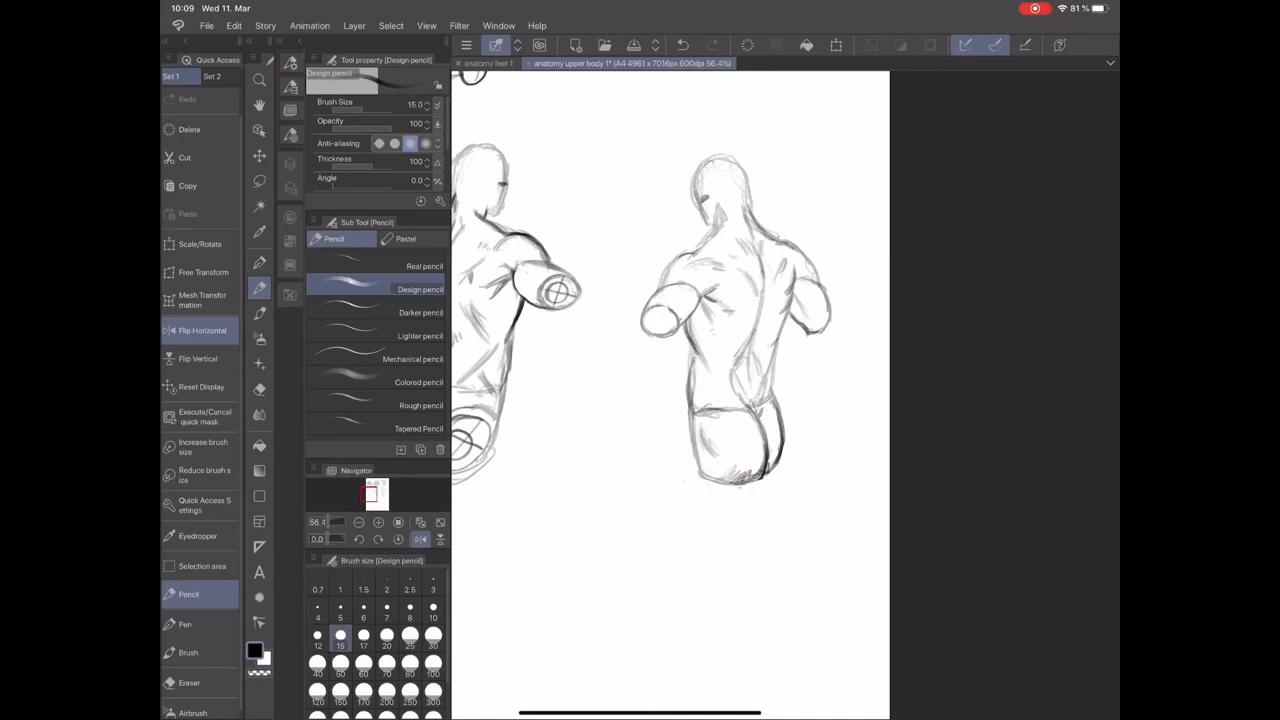 10:09 Wed 11. Mar
81 %
File Edit Story Animation Layer Select View Filter Window Help
Quick Access
Set 1 Set 2
Redo
Delete
Cut
Copy
Paste
Scale/Rotate
Free Transform
Mesh Transfor
mation
Flip Horizontal
Flip Vertical
Reset Display
Execute/Cancel
quick mask
Increase brush
size
Reduce brush s
ize
Quick Access S
ettings
Eyedropper
Selection area
Pencil
Pen
Brush
Eraser
Airbrush
A
Tool property [Design pencil]
Design pencil
Brush Size 15.0
Opacity 100
Anti-aliasing
Thickness 100
Angle 0.0
Sub Tool [Pencil]
Pencil Pastel
Real pencil
Design pencil
Darker pencil
Lighter pencil
Mechanical pencil
Colored pencil
Rough pencil
Tapered Pencil
Navigator
56.4
0.0
Brush size [Design pencil]
0.7 1 1.5 2 2.5 3
4 5 6 7 8 10
12 15 17 20 25 30
40 50 60 70 80 100
120 150 170 200 250 300
anatomy feet 1
anatomy upper body 1* (A4 4961 x 7016px 600dpi 56.4%)